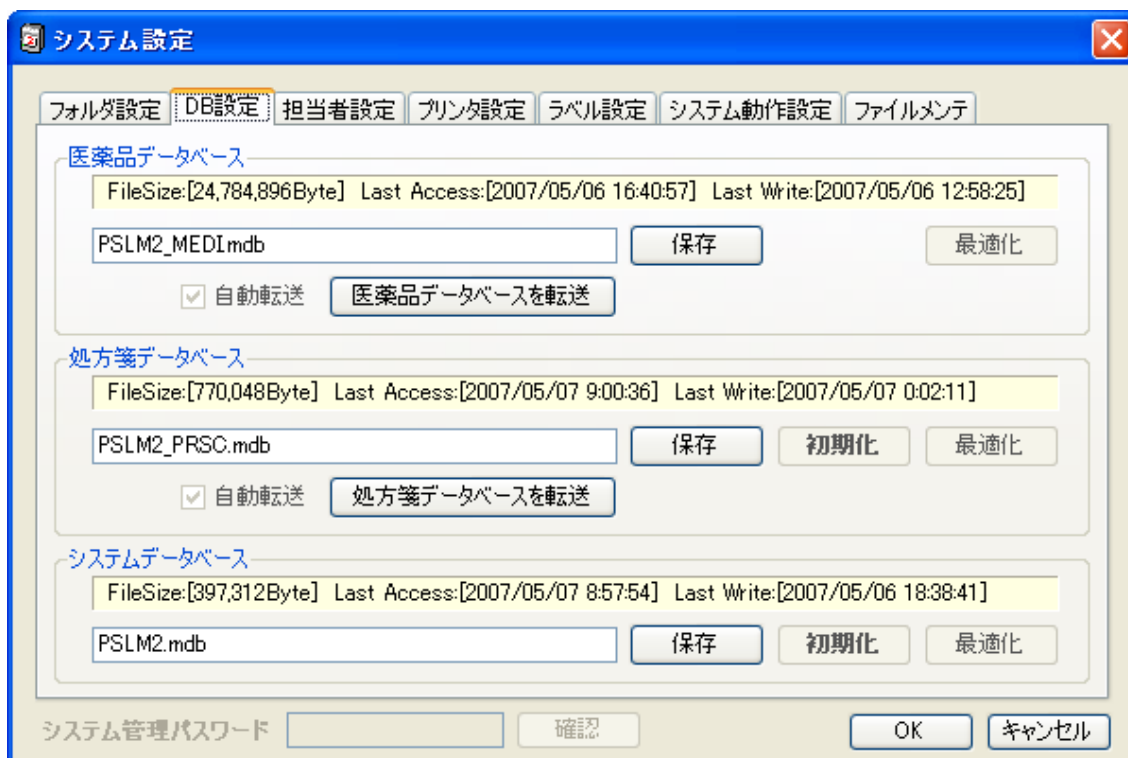 システム設定
フォルダ設定 DB設定 担当者設定 プリンタ設定 ラベル設定 システム動作設定 ファイルメンテ
医薬品データベース
FileSize:[24,784,896Byte] Last Access:[2007/05/06 16:40:57] Last Write:[2007/05/06 12:58:25]
PSLM2_MEDI.mdb 保存 最適化
自動転送 医薬品データベースを転送
処方箋データベース
FileSize:[770,048Byte] Last Access:[2007/05/07 9:00:36] Last Write:[2007/05/07 0:02:11]
PSLM2_PRSC.mdb 保存 初期化 最適化
自動転送 処方箋データベースを転送
システムデータベース
FileSize:[397,312Byte] Last Access:[2007/05/07 8:57:54] Last Write:[2007/05/06 18:38:41]
PSLM2.mdb 保存 初期化 最適化
システム管理パスワード 確認 OK キャンセル